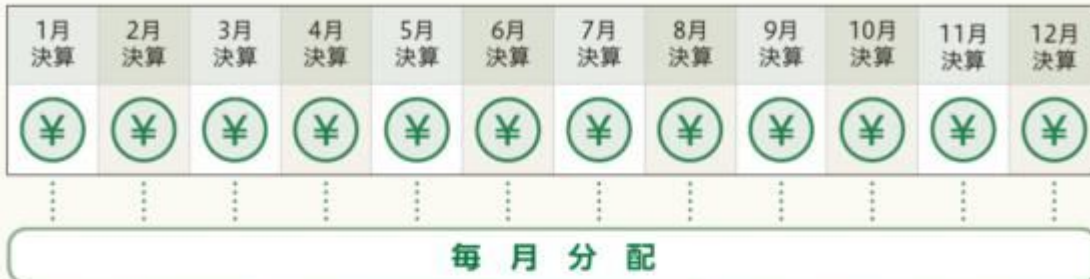 1月 2月 3月 4月 5月 6月 7月 8月 9月 10月 11月 12月
決算 決算 決算 決算 決算 決算 決算 決算 決算 決算 決算 決算
¥ ¥ ¥ ¥ ¥ ¥ ¥ ¥ ¥ ¥ ¥ ¥
毎月分配